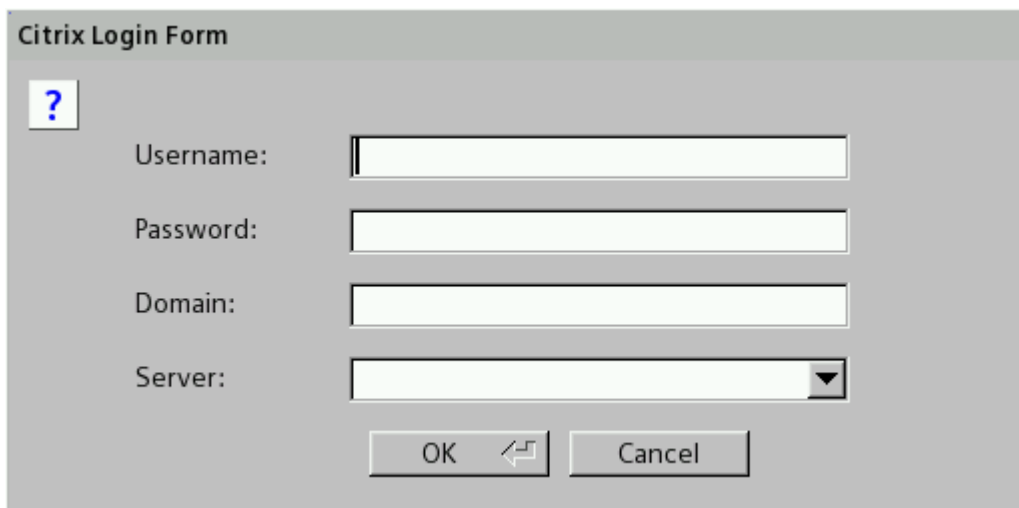 Citrix Login Form
?
Username:
Password:
Domain:
Server:
OK Cancel